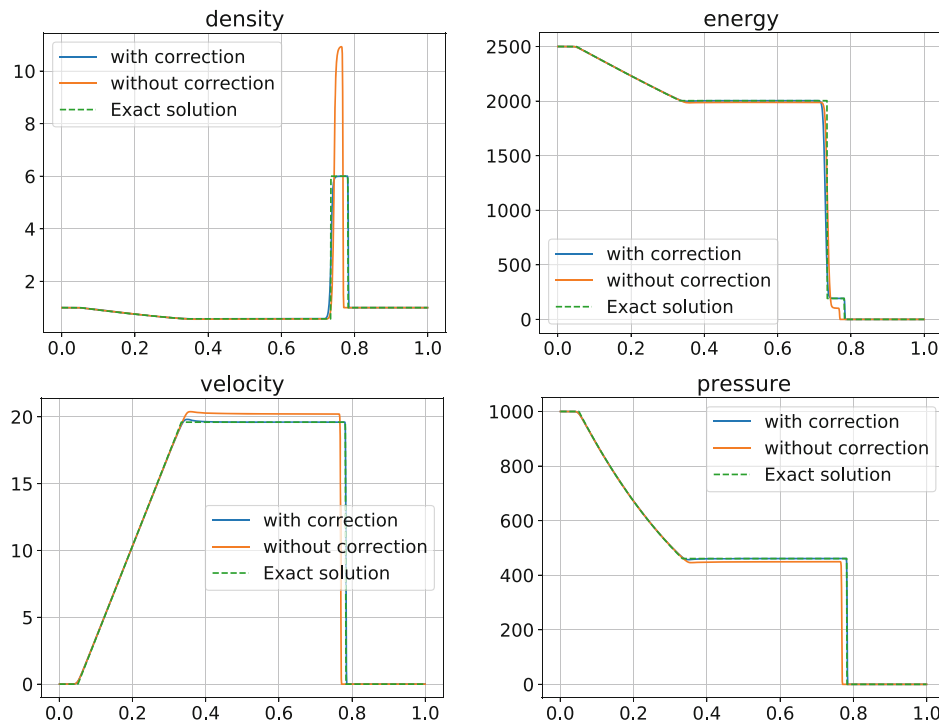 density
10
8
6
4
2
0.0 0.2 0.4 0.6 0.8 1.0
with correction
without correction
Exact solution
energy
2500
2000
1500
1000
500
0
0.0 0.2 0.4 0.6 0.8 1.0
with correction
without correction
Exact solution
velocity
20
15
10
5
0
0.0 0.2 0.4 0.6 0.8 1.0
with correction
without correction
Exact solution
pressure
1000
800
600
400
200
0
0.0 0.2 0.4 0.6 0.8 1.0
with correction
without correction
Exact solution